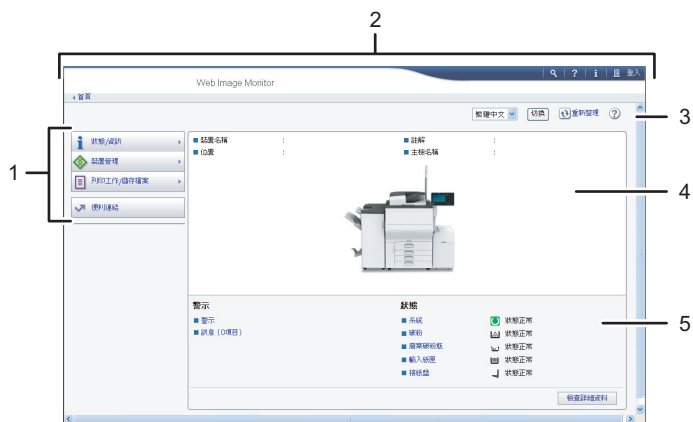 2
Web Image Monitor
登入
首頁
繁體中文 切換 重新整理
3
1
狀態/資訊
裝置管理
列印工作/儲存檔案
便利連結
裝置名稱 :
位置 :
註解 :
主機名稱 :
4
警示
警示
訊息 (0項目)
狀態
系統 狀態正常
碳粉 狀態正常
廢棄碳粉瓶 狀態正常
輸入紙匣 狀態正常
接紙盤 狀態正常
5
檢查詳細資料